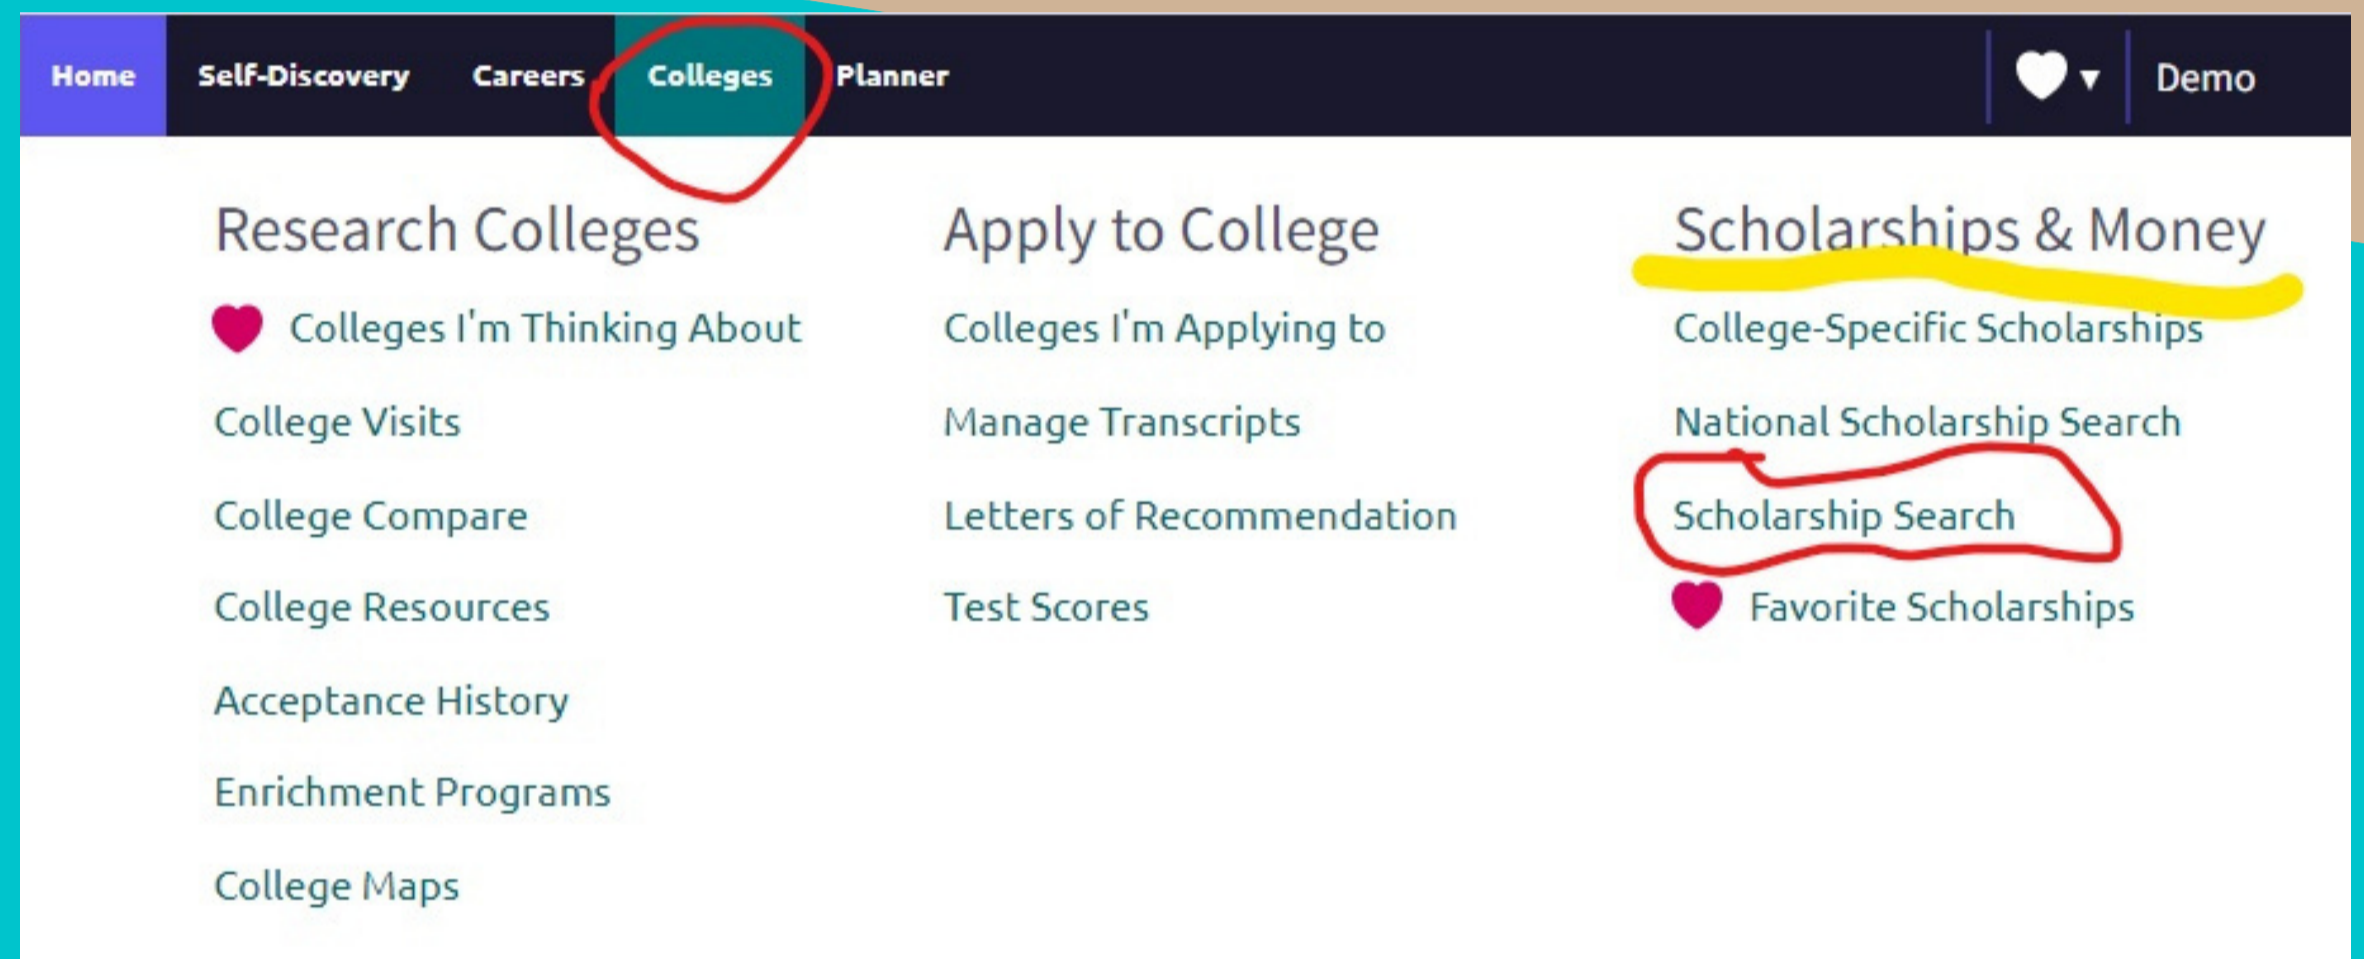 Home Self-Discovery Careers Colleges Planner Demo
Research Colleges
Colleges I'm Thinking About
College Visits
College Compare
College Resources
Acceptance History
Enrichment Programs
College Maps
Apply to College
Colleges I'm Applying to
Manage Transcripts
Letters of Recommendation
Test Scores
Scholarships & Money
College-Specific Scholarships
National Scholarship Search
Scholarship Search
Favorite Scholarships